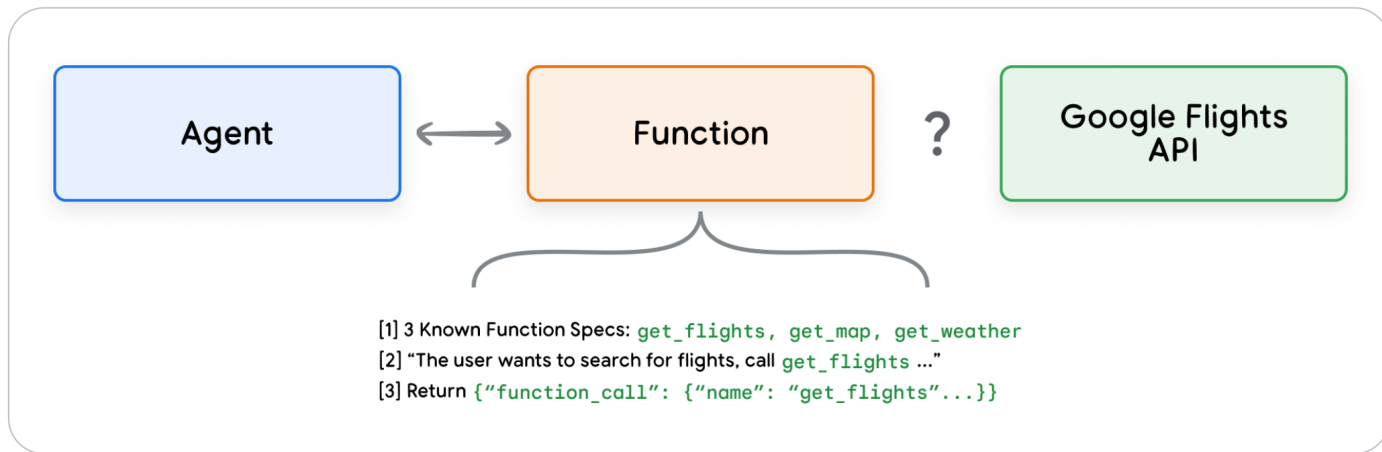 Agent
Function
?
Google Flights
API
[1] 3 Known Function Specs: get_flights, get_map, get_weather
[2] “The user wants to search for flights, call get_flights ...”
[3] Return {“function_call”: {“name”: “get_flights”...}}